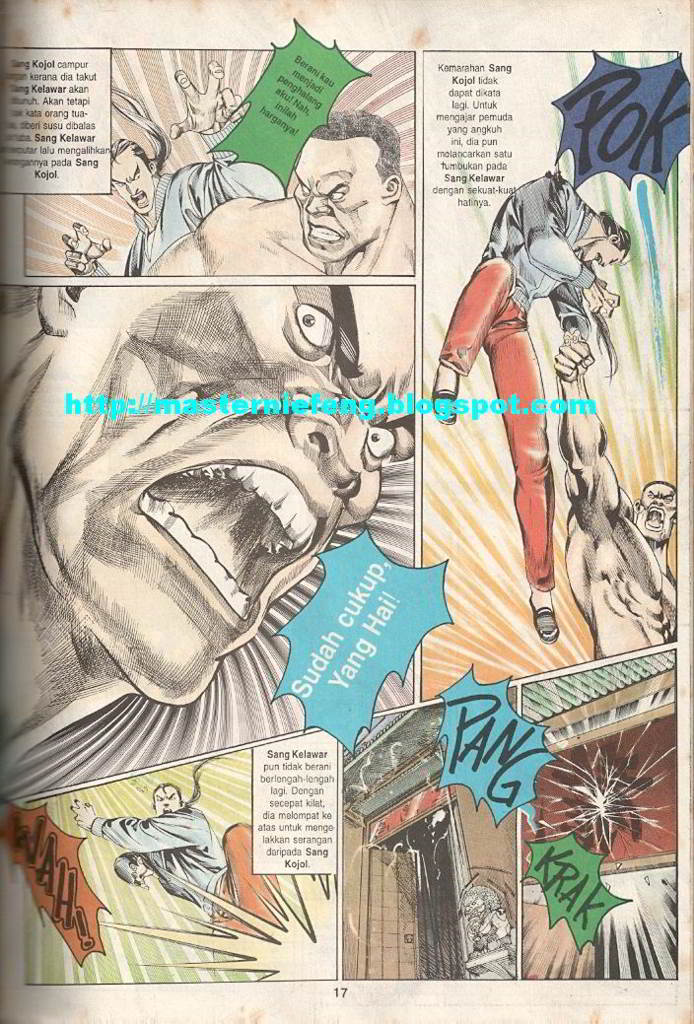 Sang Kojol campur
kerana dia takut
Sang Kelawar akan
Akan tetapi
kata orang tua-
diberi susu dibalas
Sang Kelawar
lalu mengalihkan
pada Sang
Kojol.
Berani kau
menjadi
penghalang
aku! Nah,
inilah
harganya!
Kemarahan Sang
Kojol tidak
dapat dikata
lagi. Untuk
mengajar pemuda
yang angkuh
ini, dia pun
melancarkan satu
tumbukan pada
Sang Kelawar
dengan sekuat-kuat
hatinya.
POK
http://masterniefeng.blogspot.com
Sudah cukup,
Yang Hai!
Sang Kelawar
pun tidak berani
berlengah-lengah
lagi. Dengan
secepat kilat,
dia melompat ke
atas untuk menge-
lakkan serangan
daripada Sang
Kojol.
PANG
KRAK
17